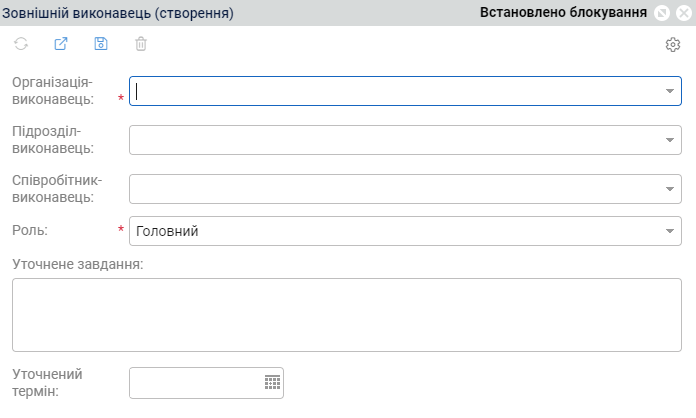 Зовнішній виконавець (створення)
Встановлено блокування
Організація-
виконавець:
*
Підрозділ-
виконавець:
Співробітник-
виконавець:
Роль: * Головний
Уточнене завдання:
Уточнений
термін: